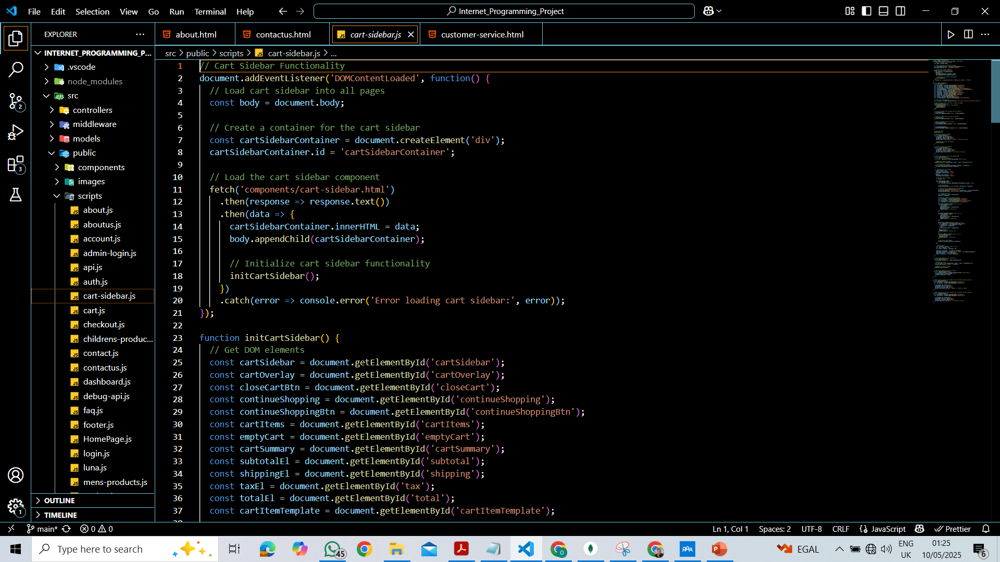 File Edit Selection View Go Run Terminal Help
Internet_Programming_Project
EXPLORER
INTERNET_PROGRAMMING_P...
.vscode
node_modules
src
controllers
middleware
models
public
components
images
scripts
about.js
aboutus.js
account.js
admin-login.js
api.js
auth.js
cart-sidebar.js
cart.js
checkout.js
childrens-produc...
contact.js
contactus.js
dashboard.js
debug-api.js
faq.js
footer.js
HomePage.js
login.js
luna.js
mens-products.js
OUTLINE
TIMELINE
2
3
1
about.html contactus.html cart-sidebar.js customer-service.html
src > public > scripts > cart-sidebar.js > ...
1 // Cart Sidebar Functionality
2 document.addEventListener('DOMContentLoaded', function() {
3 // Load cart sidebar into all pages
4 const body = document.body;
5
6 // Create a container for the cart sidebar
7 const cartSidebarContainer = document.createElement('div');
8 cartSidebarContainer.id = 'cartSidebarContainer';
9
10 // Load the cart sidebar component
11 fetch('components/cart-sidebar.html')
12 .then(response => response.text())
13 .then(data => {
14 cartSidebarContainer.innerHTML = data;
15 body.appendChild(cartSidebarContainer);
16
17 // Initialize cart sidebar functionality
18 initCartSidebar();
19 })
20 .catch(error => console.error('Error loading cart sidebar:', error));
21 });
22
23 function initCartSidebar() {
24 // Get DOM elements
25 const cartSidebar = document.getElementById('cartSidebar');
26 const cartOverlay = document.getElementById('cartOverlay');
27 const closeCartBtn = document.getElementById('closeCart');
28 const continueShopping = document.getElementById('continueShopping');
29 const continueShoppingBtn = document.getElementById('continueShoppingBtn');
30 const cartItems = document.getElementById('cartItems');
31 const emptyCart = document.getElementById('emptyCart');
32 const cartSummary = document.getElementById('cartSummary');
33 const subtotalEl = document.getElementById('subtotal');
34 const shippingEl = document.getElementById('shipping');
35 const taxEl = document.getElementById('tax');
36 const totalEl = document.getElementById('total');
37 const cartItemTemplate = document.getElementById('cartItemTemplate');
main* 0 0 Ln 1, Col 1 Spaces: 2 UTF-8 CRLF JavaScript Prettier
Type here to search 45 EGAL ENG UK 01:25 10/05/2025 6